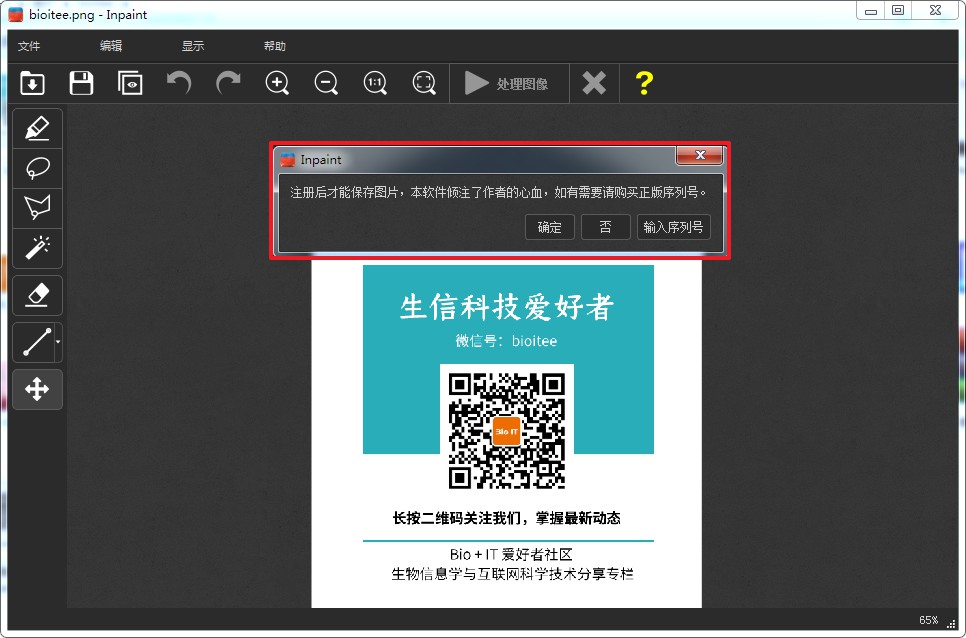 bioitee.png - Inpaint
文件 编辑 显示 帮助
1:1 处理图像 ?
Inpaint
注册后才能保存图片，本软件倾注了作者的心血，如有需要请购买正版序列号。
确定 否 输入序列号
生信科技爱好者
微信号：bioitee
Bio IT
长按二维码关注我们，掌握最新动态
Bio + IT 爱好者社区
生物信息学与互联网科学技术分享专栏
65%